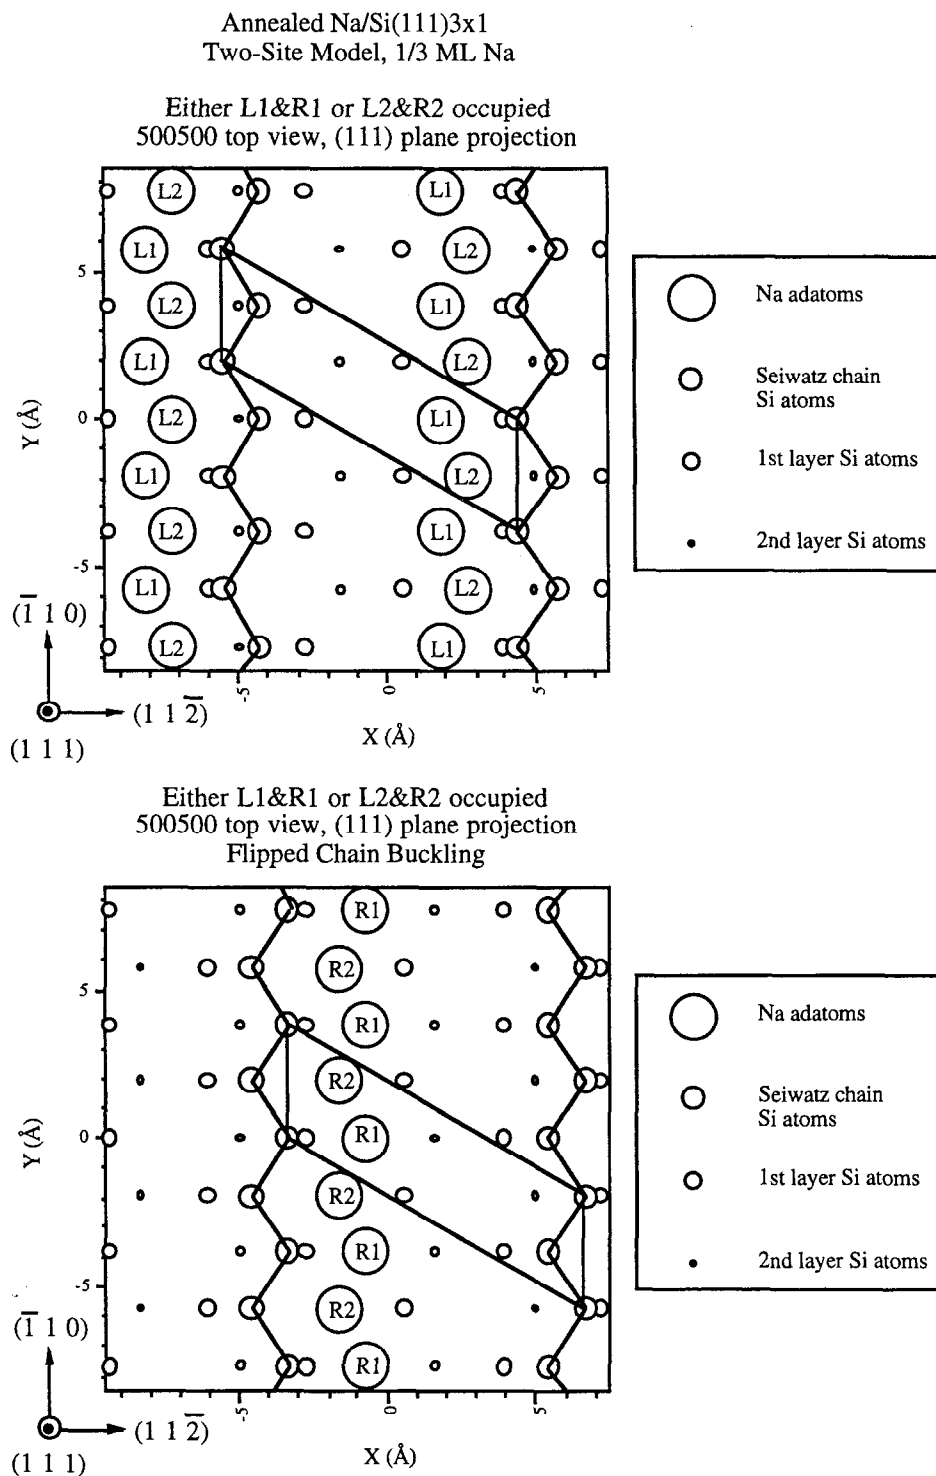 Annealed Na/Si(111)3x1
Two-Site Model, 1/3 ML Na
Either L1&R1 or L2&R2 occupied
500500 top view, (111) plane projection
L2 L1
L1 L2
L2 L1
L1 L2
L2 L1
L1 L2
L2 L1
L1 L2
L2 L1
5
0
-5
Y (Å)
-5
0
5
X (Å)
(1̅ 1 0)
(1 1 2̅)
(1 1 1)
Na adatoms
Seiwatz chain
Si atoms
1st layer Si atoms
2nd layer Si atoms
Either L1&R1 or L2&R2 occupied
500500 top view, (111) plane projection
Flipped Chain Buckling
R1
R2
R1
R2
R1
R2
R1
R2
R1
5
0
-5
Y (Å)
-5
0
5
X (Å)
(1̅ 1 0)
(1 1 2̅)
(1 1 1)
Na adatoms
Seiwatz chain
Si atoms
1st layer Si atoms
2nd layer Si atoms